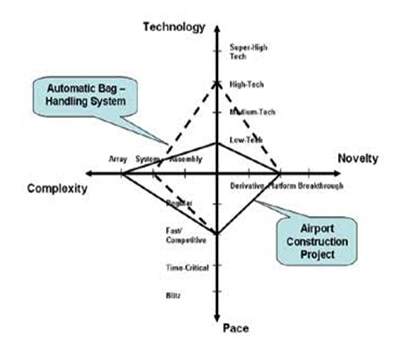 Technology
Super-High
Tech
Automatic Bag –
Handling System
High-Tech
Medium-Tech
Low-Tech
Array System Assembly
Novelty
Complexity
Derivative Platform Breakthrough
Regular
Airport
Construction
Project
Fast/
Competitive
Time-Critical
Blitz
Pace